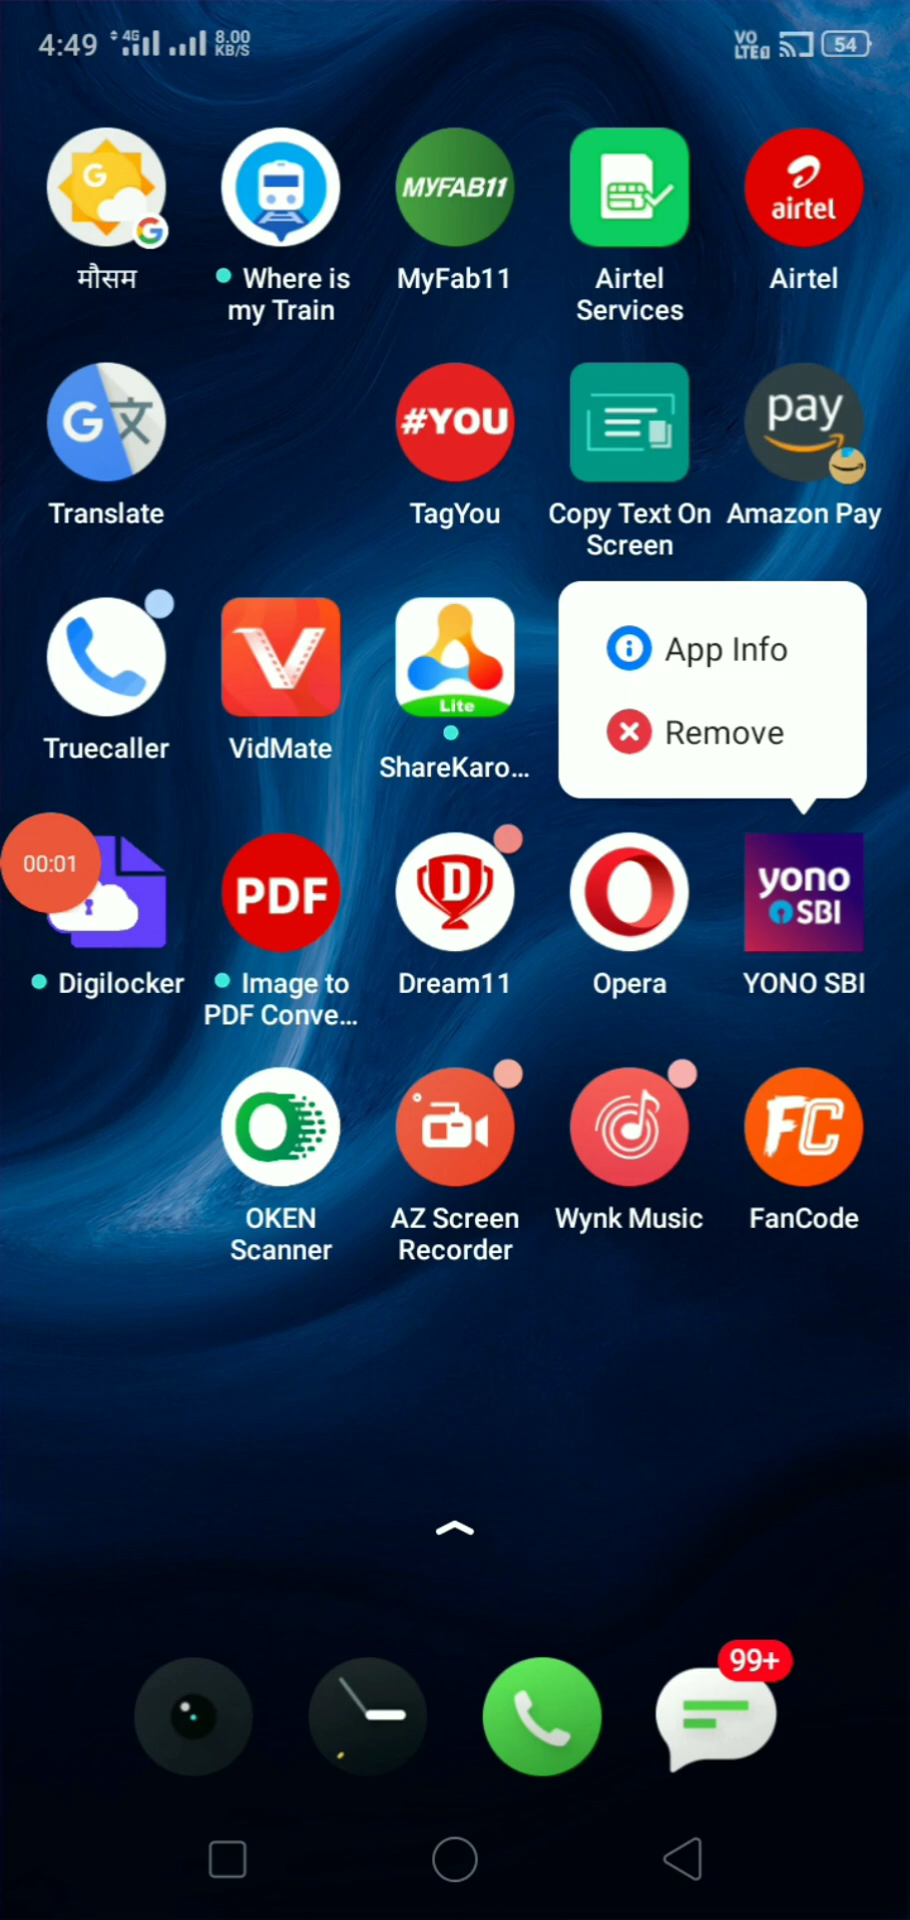 4:49 4G 8.00 KB/S VO LTE 54
G
MYFAB11
airtel
मौसम
Where is my Train
MyFab11
Airtel Services
Airtel
G 文
#YOU
pay
Translate
TagYou
Copy Text On Screen
Amazon Pay
Lite
App Info
Remove
Truecaller
VidMate
ShareKaro...
00:01
PDF
D
yono SBI
Digilocker
Image to PDF Conve...
Dream11
Opera
YONO SBI
FC
OKEN Scanner
AZ Screen Recorder
Wynk Music
FanCode
99+